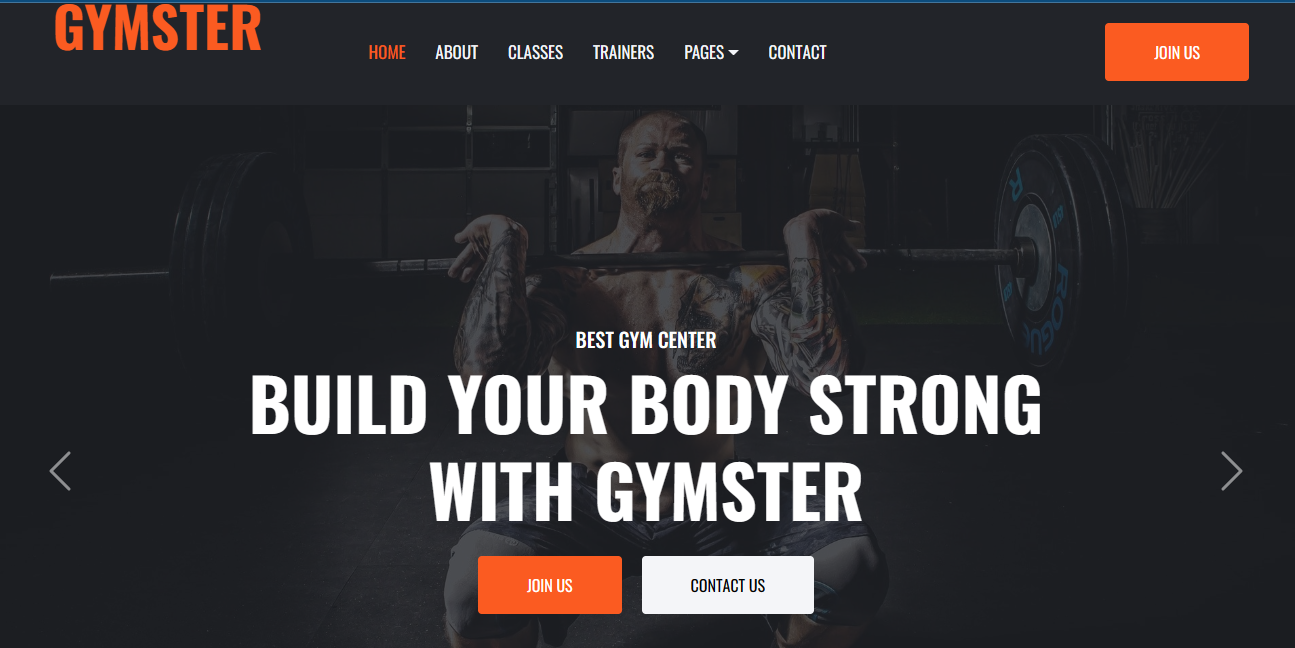 GYMSTER
HOME ABOUT CLASSES TRAINERS PAGES CONTACT JOIN US
R
ROGU
BEST GYM CENTER
BUILD YOUR BODY STRONG
WITH GYMSTER
JOIN US CONTACT US